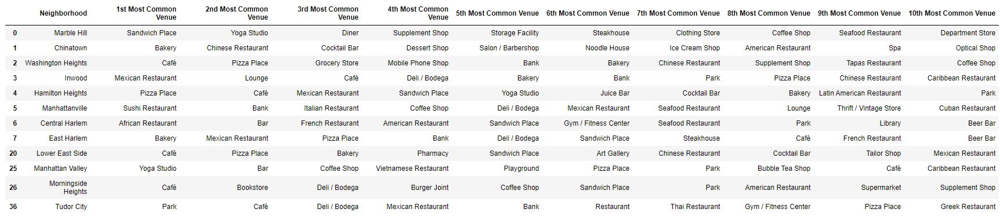 Neighborhood 1st Most Common Venue 2nd Most Common Venue 3rd Most Common Venue 4th Most Common Venue 5th Most Common Venue 6th Most Common Venue 7th Most Common Venue 8th Most Common Venue 9th Most Common Venue 10th Most Common Venue
0 Marble Hill Sandwich Place Yoga Studio Diner Supplement Shop Storage Facility Steakhouse Clothing Store Coffee Shop Seafood Restaurant Department Store
1 Chinatown Bakery Chinese Restaurant Cocktail Bar Dessert Shop Salon / Barbershop Noodle House Ice Cream Shop American Restaurant Spa Optical Shop
2 Washington Heights Café Pizza Place Grocery Store Mobile Phone Shop Bank Bakery Chinese Restaurant Supplement Shop Tapas Restaurant Coffee Shop
3 Inwood Mexican Restaurant Lounge Café Deli / Bodega Bakery Bank Park Pizza Place Chinese Restaurant Caribbean Restaurant
4 Hamilton Heights Pizza Place Café Mexican Restaurant Sandwich Place Yoga Studio Juice Bar Cocktail Bar Bakery Latin American Restaurant Park
5 Manhattanville Sushi Restaurant Bank Italian Restaurant Coffee Shop Deli / Bodega Mexican Restaurant Seafood Restaurant Lounge Thrift / Vintage Store Cuban Restaurant
6 Central Harlem African Restaurant Bar French Restaurant American Restaurant Sandwich Place Gym / Fitness Center Seafood Restaurant Park Library Beer Bar
7 East Harlem Bakery Mexican Restaurant Pizza Place Bank Deli / Bodega Sandwich Place Steakhouse Café French Restaurant Beer Bar
20 Lower East Side Café Pizza Place Bakery Pharmacy Sandwich Place Art Gallery Chinese Restaurant Cocktail Bar Tailor Shop Mexican Restaurant
25 Manhattan Valley Yoga Studio Bar Coffee Shop Vietnamese Restaurant Playground Pizza Place Park Bubble Tea Shop Café Caribbean Restaurant
26 Morningside Heights Café Bookstore Deli / Bodega Burger Joint Coffee Shop Sandwich Place Park American Restaurant Supermarket Supplement Shop
36 Tudor City Park Café Deli / Bodega Mexican Restaurant Bank Restaurant Thai Restaurant Gym / Fitness Center Pizza Place Greek Restaurant